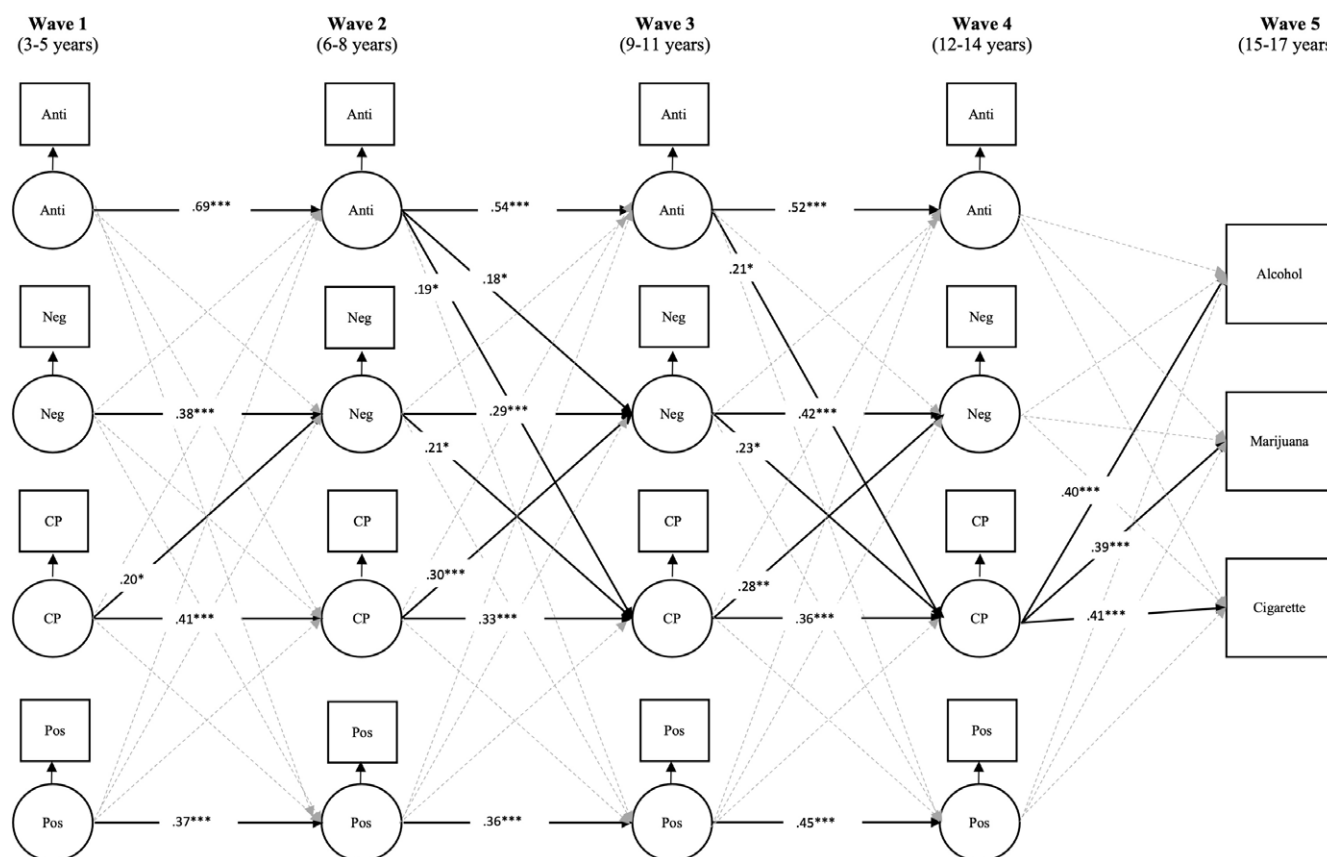 Wave 1
(3-5 years)
Wave 2
(6-8 years)
Wave 3
(9-11 years)
Wave 4
(12-14 years)
Wave 5
(15-17 years
Anti
Anti
Anti
Anti
Anti
.69***
Anti
.54***
Anti
.52***
Anti
Alcohol
.19*
.18*
.21*
Neg
Neg
Neg
Neg
Neg
.38***
Neg
.29***
Neg
.42***
Neg
Marijuana
.21*
.23*
CP
CP
CP
CP
.40***
.39***
.20*
.30***
.28**
CP
.41***
CP
.33***
CP
.36***
CP
.41***
Cigarette
Pos
Pos
Pos
Pos
Pos
.37***
Pos
.36***
Pos
.45***
Pos